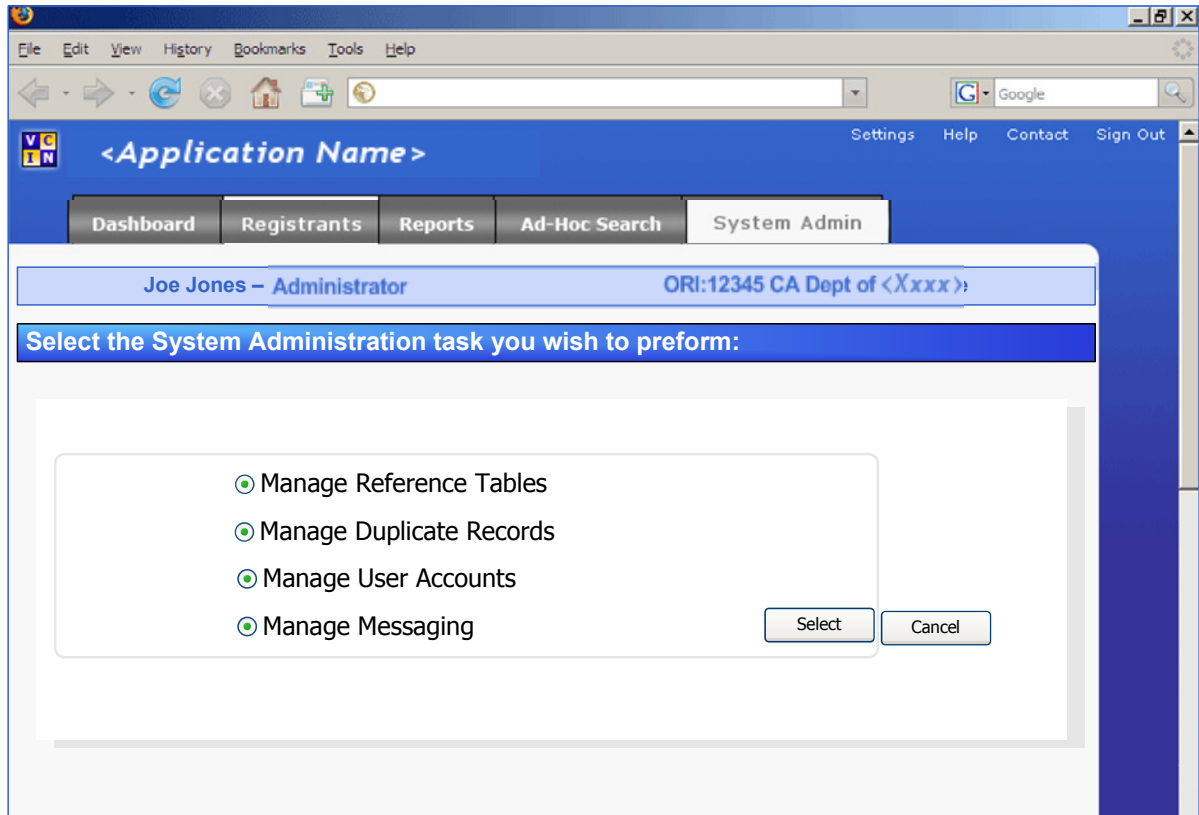 File Edit View History Bookmarks Tools Help
G Google
VCIN
<Application Name>
Settings Help Contact Sign Out
Dashboard Registrants Reports Ad-Hoc Search System Admin
Joe Jones – Administrator ORI:12345 CA Dept of <Xxxx>
Select the System Administration task you wish to preform:
Manage Reference Tables
Manage Duplicate Records
Manage User Accounts
Manage Messaging
Select Cancel